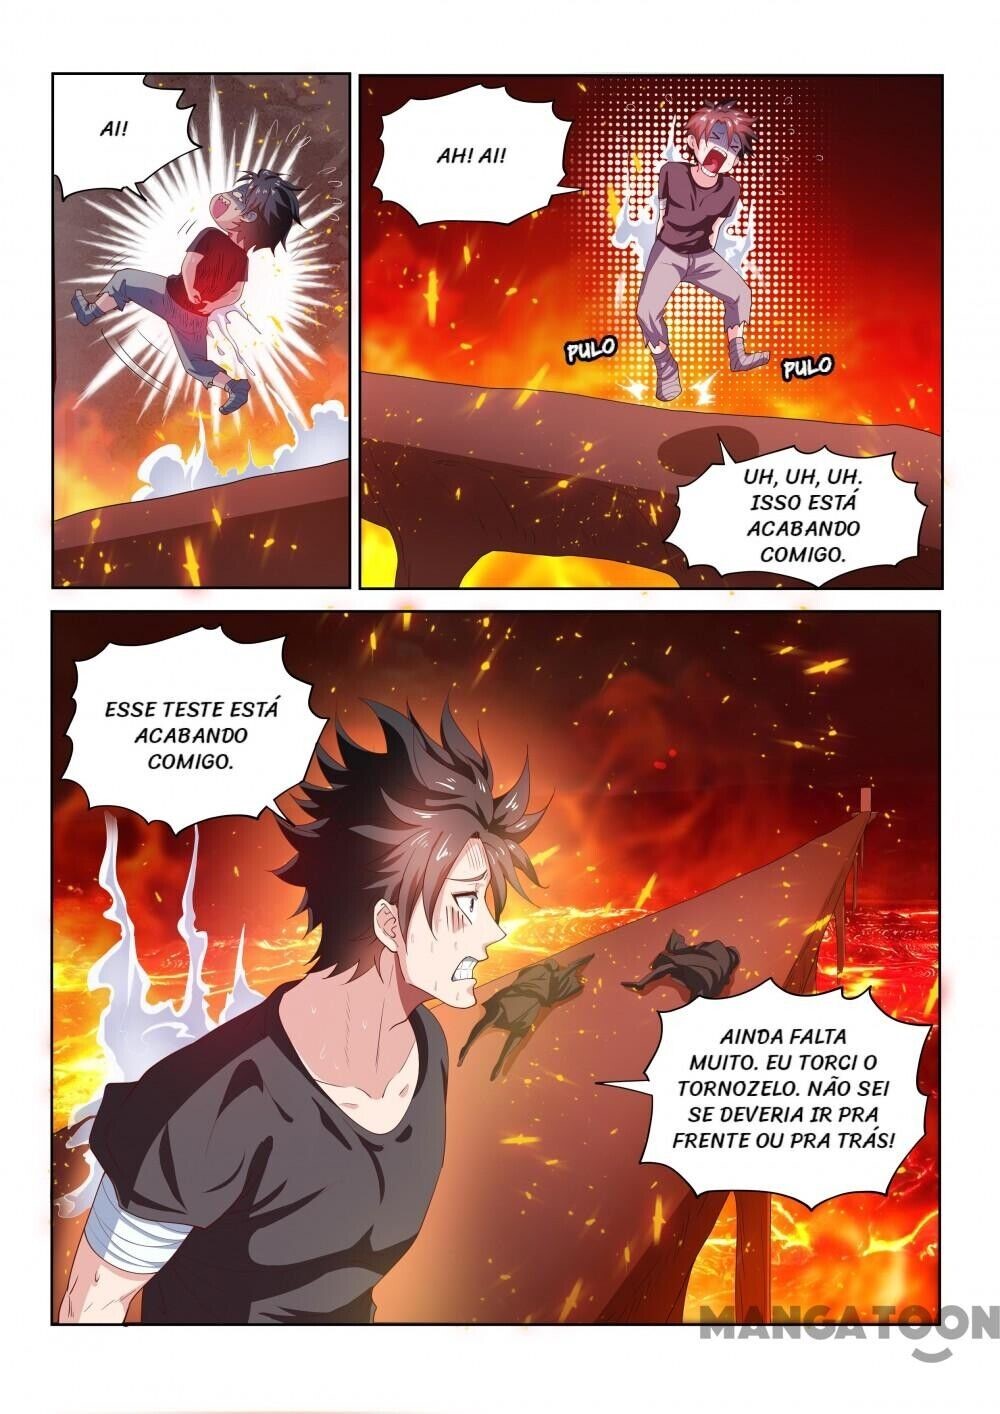 AI!
AH! AI!
PULO
PULO
UH, UH, UH.
ISSO ESTÁ
ACABANDO
COMIGO.
ESSE TESTE ESTÁ
ACABANDO
COMIGO.
AINDA FALTA
MUITO. EU TORCI O
TORNOZELO. NÃO SEI
SE DEVERIA IR PRA
FRENTE OU PRA TRÁS!
MANGATOON